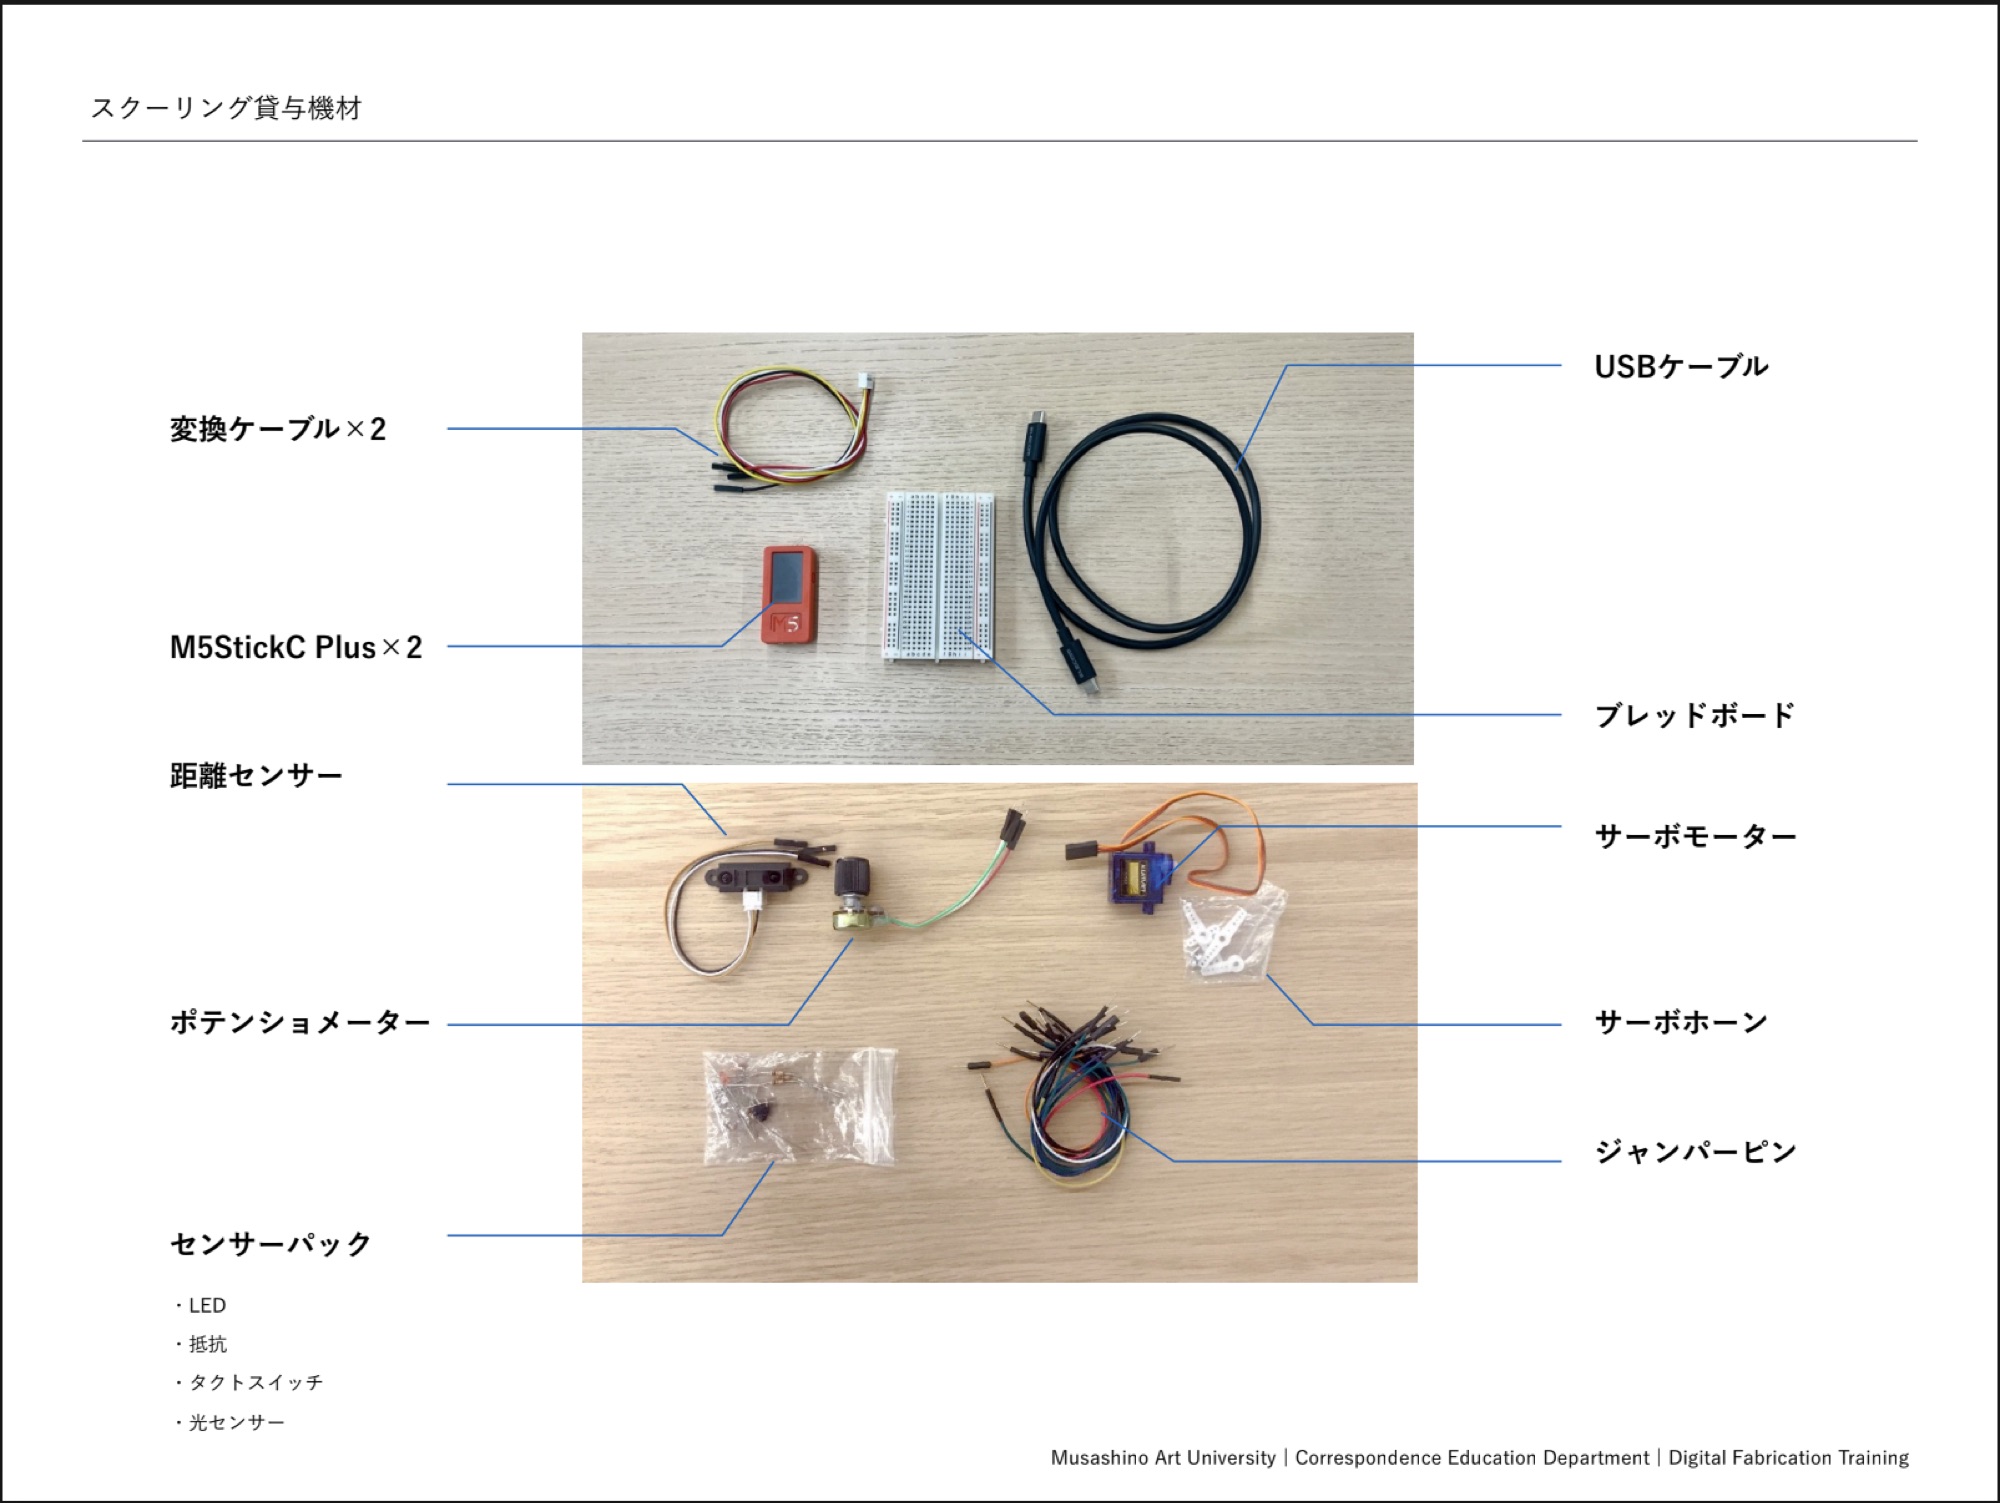 スクーリング貸与機材
変換ケーブル×2
M5StickC Plus×2
距離センサー
ポテンショメーター
センサーパック
・LED
・抵抗
・タクトスイッチ
・光センサー
USBケーブル
ブレッドボード
サーボモーター
サーボホーン
ジャンパーピン
M5
Musashino Art University | Correspondence Education Department | Digital Fabrication Training